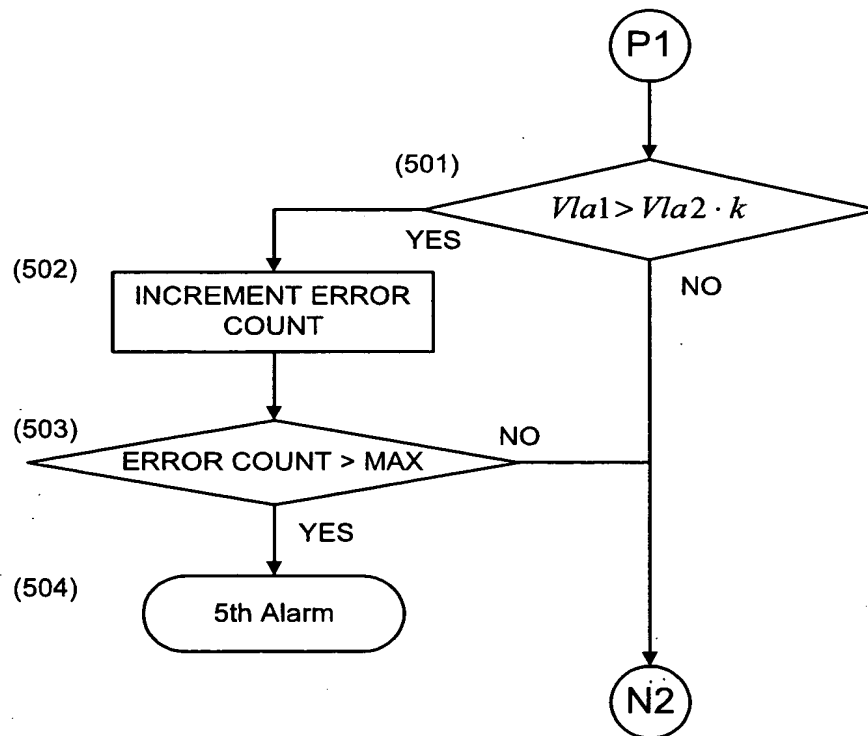 P1
(501)
Vla1 > Vla2 · k
YES
NO
(502)
INCREMENT ERROR
COUNT
(503)
NO
ERROR COUNT > MAX
YES
(504)
5th Alarm
N2